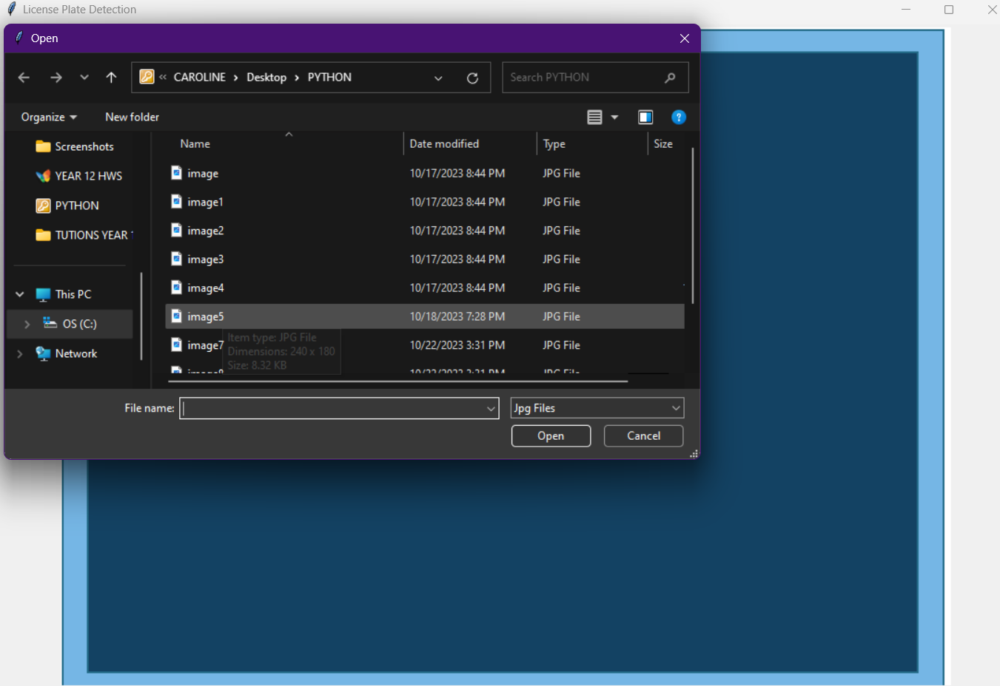 License Plate Detection
Open
« CAROLINE › Desktop › PYTHON
Search PYTHON
Organize
New folder
Screenshots
YEAR 12 HWS
PYTHON
TUTIONS YEAR
This PC
OS (C:)
Network
Name Date modified Type Size
image 10/17/2023 8:44 PM JPG File
image1 10/17/2023 8:44 PM JPG File
image2 10/17/2023 8:44 PM JPG File
image3 10/17/2023 8:44 PM JPG File
image4 10/17/2023 8:44 PM JPG File
image5 10/18/2023 7:28 PM JPG File
image7 10/22/2023 3:31 PM JPG File
Item type: JPG File
Dimensions: 240 x 180
Size: 8.32 KB
File name:
Jpg Files
Open
Cancel